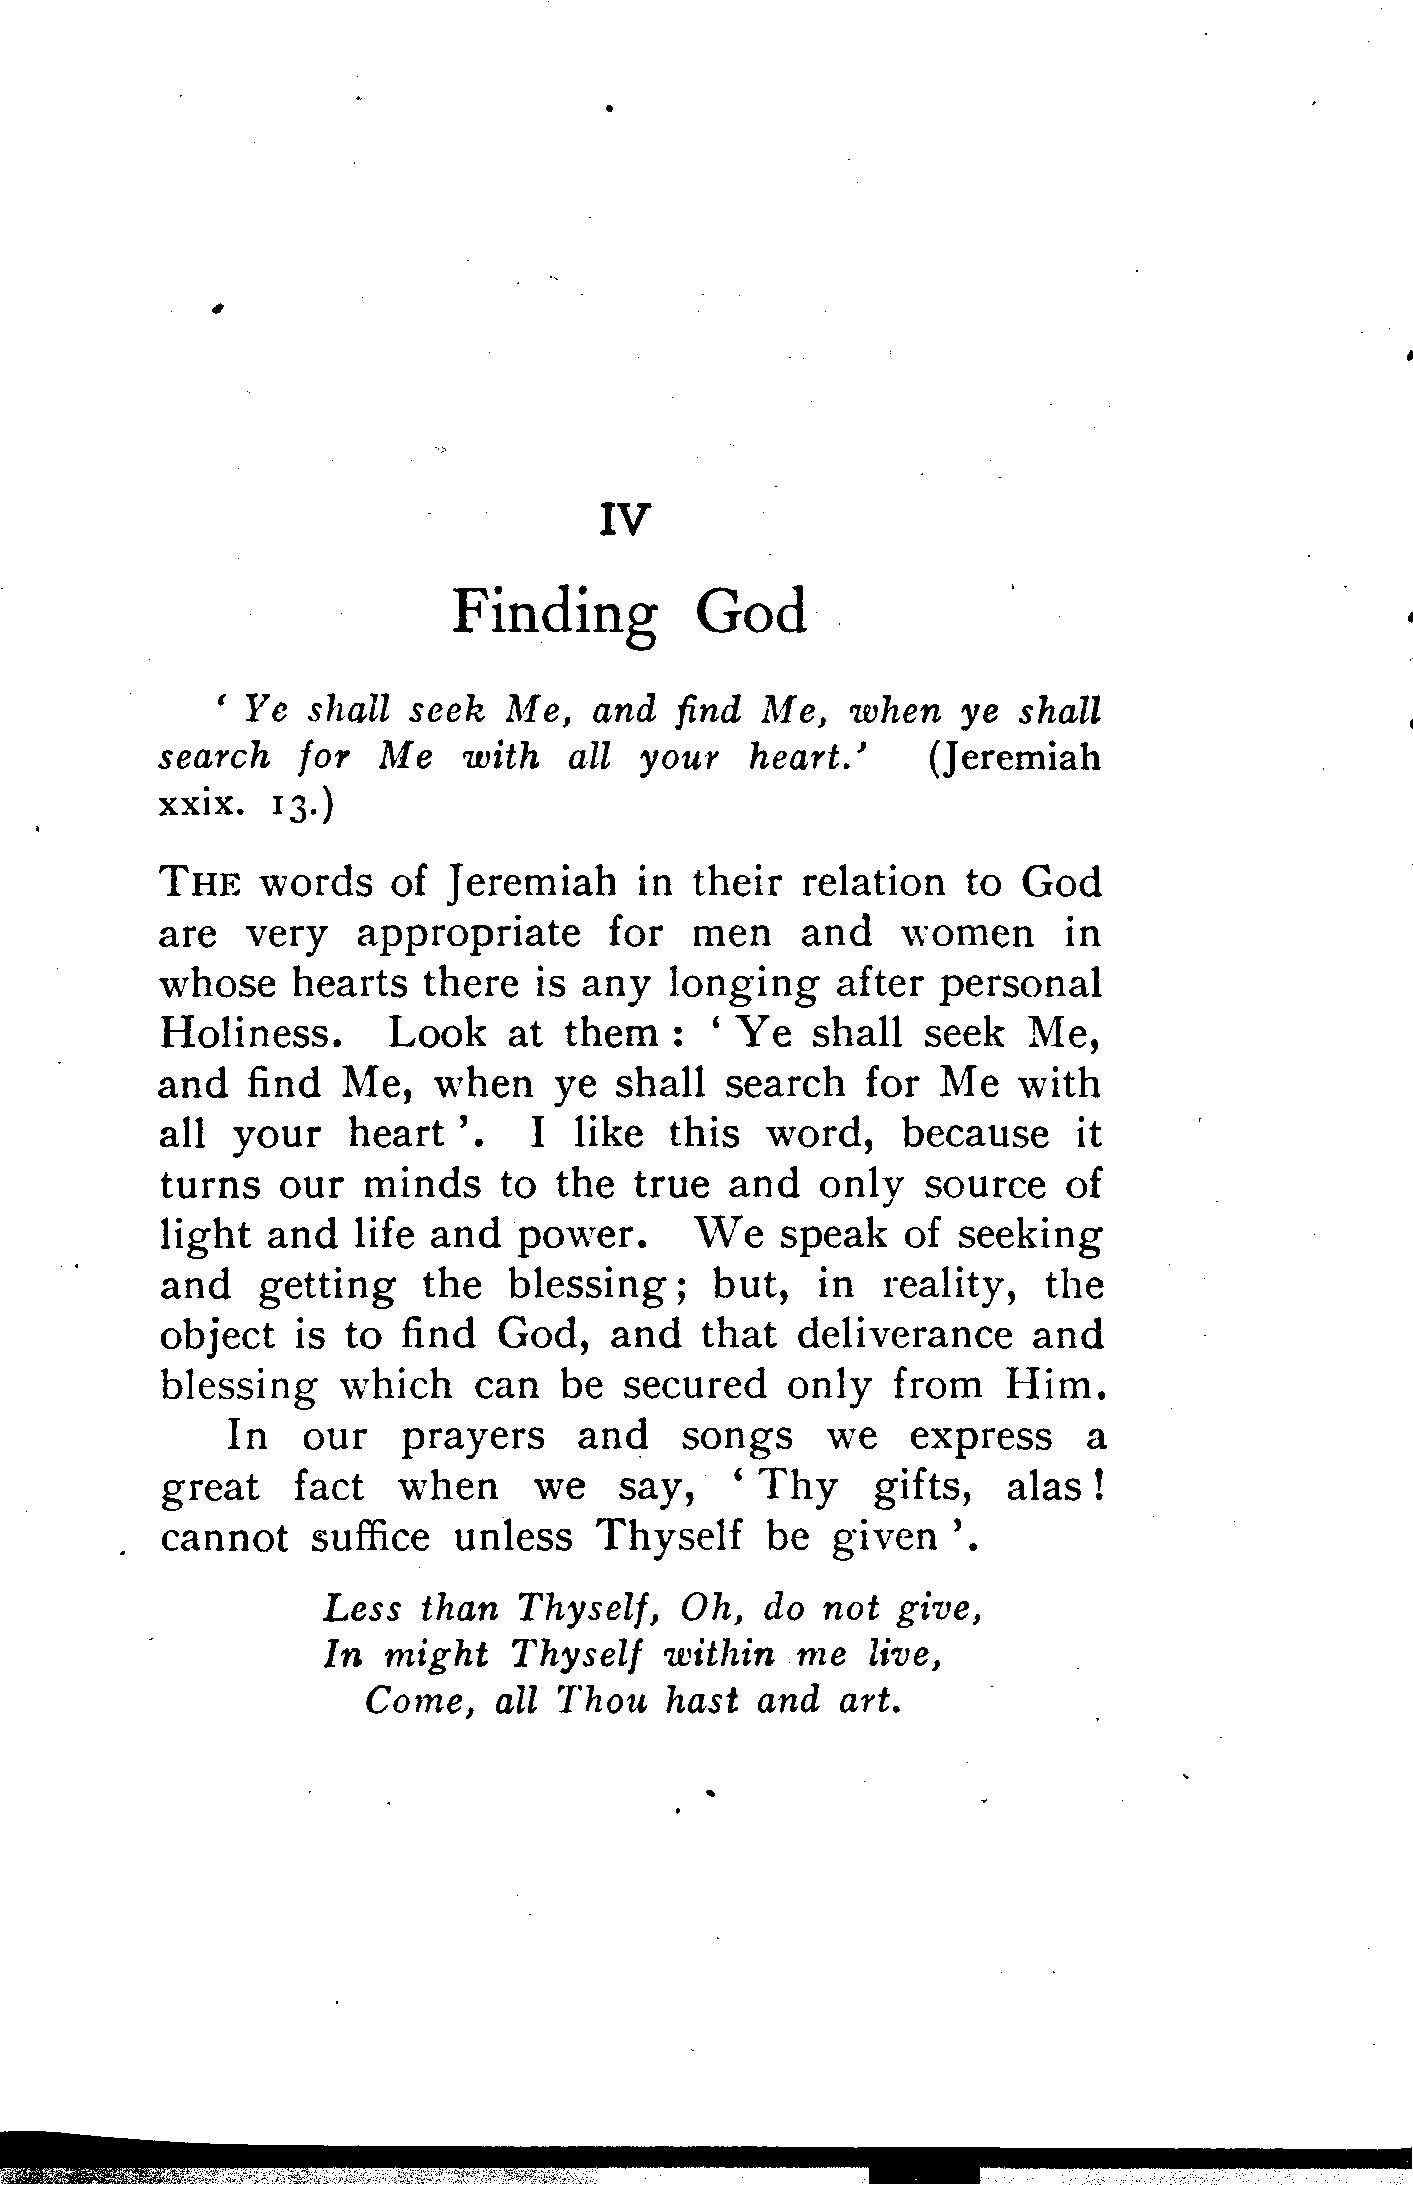 IV
Finding God
‘ Ye shall seek Me, and find Me, when ye shall
search for Me with all your heart.’ (Jeremiah
xxix. 13.)
THE words of Jeremiah in their relation to God
are very appropriate for men and women in
whose hearts there is any longing after personal
Holiness. Look at them : ‘ Ye shall seek Me,
and find Me, when ye shall search for Me with
all your heart ’. I like this word, because it
turns our minds to the true and only source of
light and life and power. We speak of seeking
and getting the blessing ; but, in reality, the
object is to find God, and that deliverance and
blessing which can be secured only from Him.
In our prayers and songs we express a
great fact when we say, ‘ Thy gifts, alas !
cannot suffice unless Thyself be given ’.
Less than Thyself, Oh, do not give,
In might Thyself within me live,
Come, all Thou hast and art.